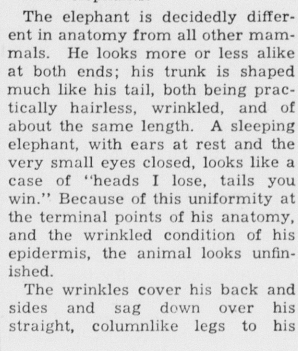 The elephant is decidedly differ-
ent in anatomy from all other mam-
mals. He looks more or less alike
at both ends; his trunk is shaped
much like his tail, both being prac-
tically hairless, wrinkled, and of
about the same length. A sleeping
elephant, with ears at rest and the
very small eyes closed, looks like a
case of "heads I lose, tails you
win." Because of this uniformity at
the terminal points of his anatomy,
and the wrinkled condition of his
epidermis, the animal looks unfin-
ished.
The wrinkles cover his back and
sides and sag down over his
straight, columnlike legs to his